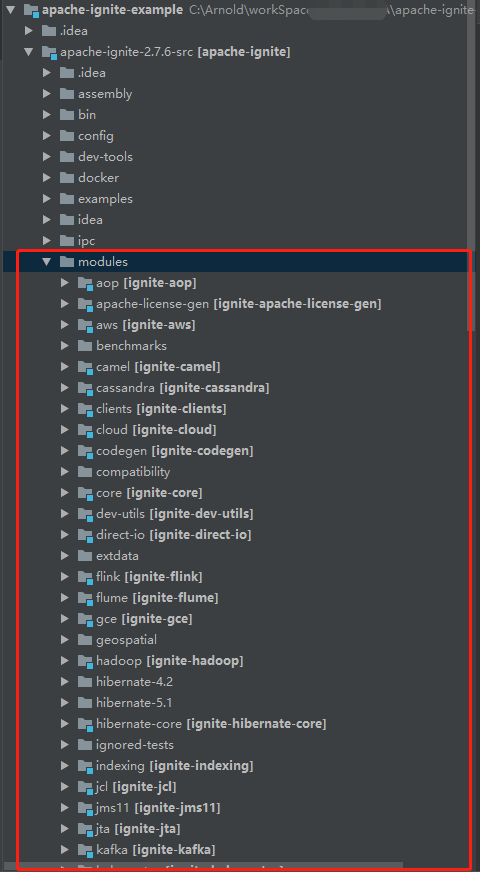 apache-ignite-example C:\Arnold\workSpace \apache-ignite
.idea
apache-ignite-2.7.6-src [apache-ignite]
.idea
assembly
bin
config
dev-tools
docker
examples
idea
ipc
modules
aop [ignite-aop]
apache-license-gen [ignite-apache-license-gen]
aws [ignite-aws]
benchmarks
camel [ignite-camel]
cassandra [ignite-cassandra]
clients [ignite-clients]
cloud [ignite-cloud]
codegen [ignite-codegen]
compatibility
core [ignite-core]
dev-utils [ignite-dev-utils]
direct-io [ignite-direct-io]
extdata
flink [ignite-flink]
flume [ignite-flume]
gce [ignite-gce]
geospatial
hadoop [ignite-hadoop]
hibernate-4.2
hibernate-5.1
hibernate-core [ignite-hibernate-core]
ignored-tests
indexing [ignite-indexing]
jcl [ignite-jcl]
jms11 [ignite-jms11]
jta [ignite-jta]
kafka [ignite-kafka]